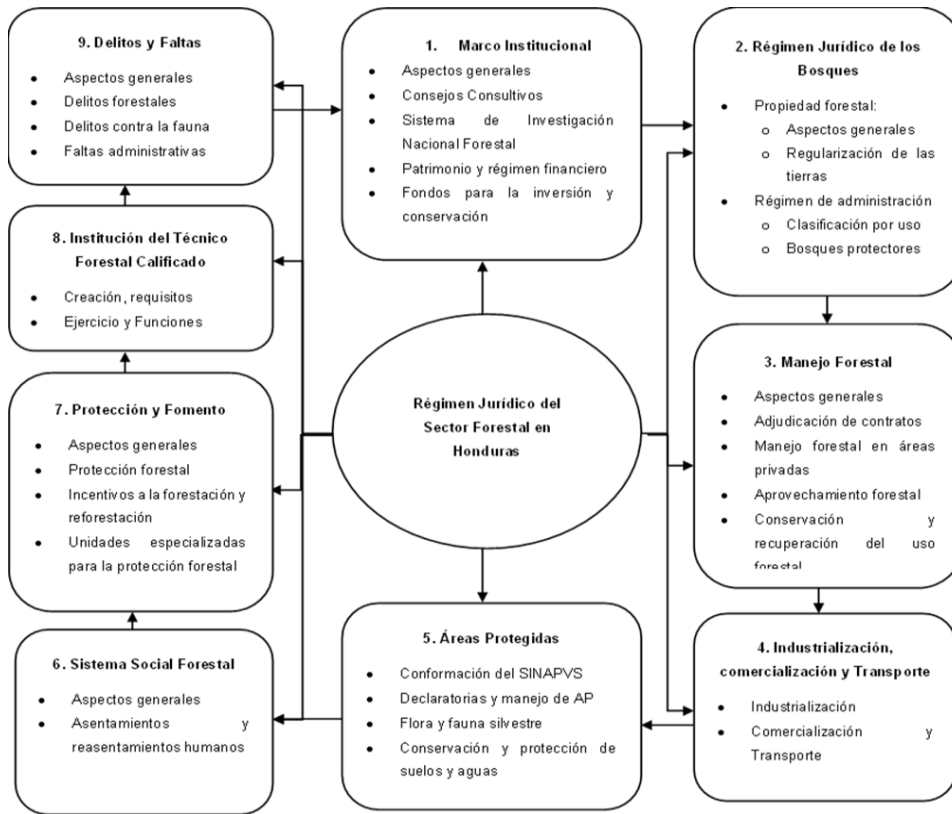 9. Delitos y Faltas
• Aspectos generales
• Delitos forestales
• Delitos contra la fauna
• Faltas administrativas
1. Marco Institucional
• Aspectos generales
• Consejos Consultivos
• Sistema de Investigación
Nacional Forestal
• Patrimonio y régimen financiero
• Fondos para la inversión y
conservación
2. Régimen Jurídico de los
Bosques
• Propiedad forestal:
o Aspectos generales
o Regularización de las
tierras
• Régimen de administración
o Clasificación por uso
o Bosques protectores
8. Institución del Técnico
Forestal Calificado
• Creación, requisitos
• Ejercicio y Funciones
Régimen Jurídico del
Sector Forestal en
Honduras
3. Manejo Forestal
• Aspectos generales
• Adjudicación de contratos
• Manejo forestal en áreas
privadas
• Aprovechamiento forestal
• Conservación y
recuperación del uso
forestal
7. Protección y Fomento
• Aspectos generales
• Protección forestal
• Incentivos a la forestación y
reforestación
• Unidades especializadas
para la protección forestal
6. Sistema Social Forestal
• Aspectos generales
• Asentamientos y
reasentamientos humanos
5. Áreas Protegidas
• Conformación del SINAPVS
• Declaratorias y manejo de AP
• Flora y fauna silvestre
• Conservación y protección de
suelos y aguas
4. Industrialización,
comercialización y Transporte
• Industrialización
• Comercialización y
Transporte